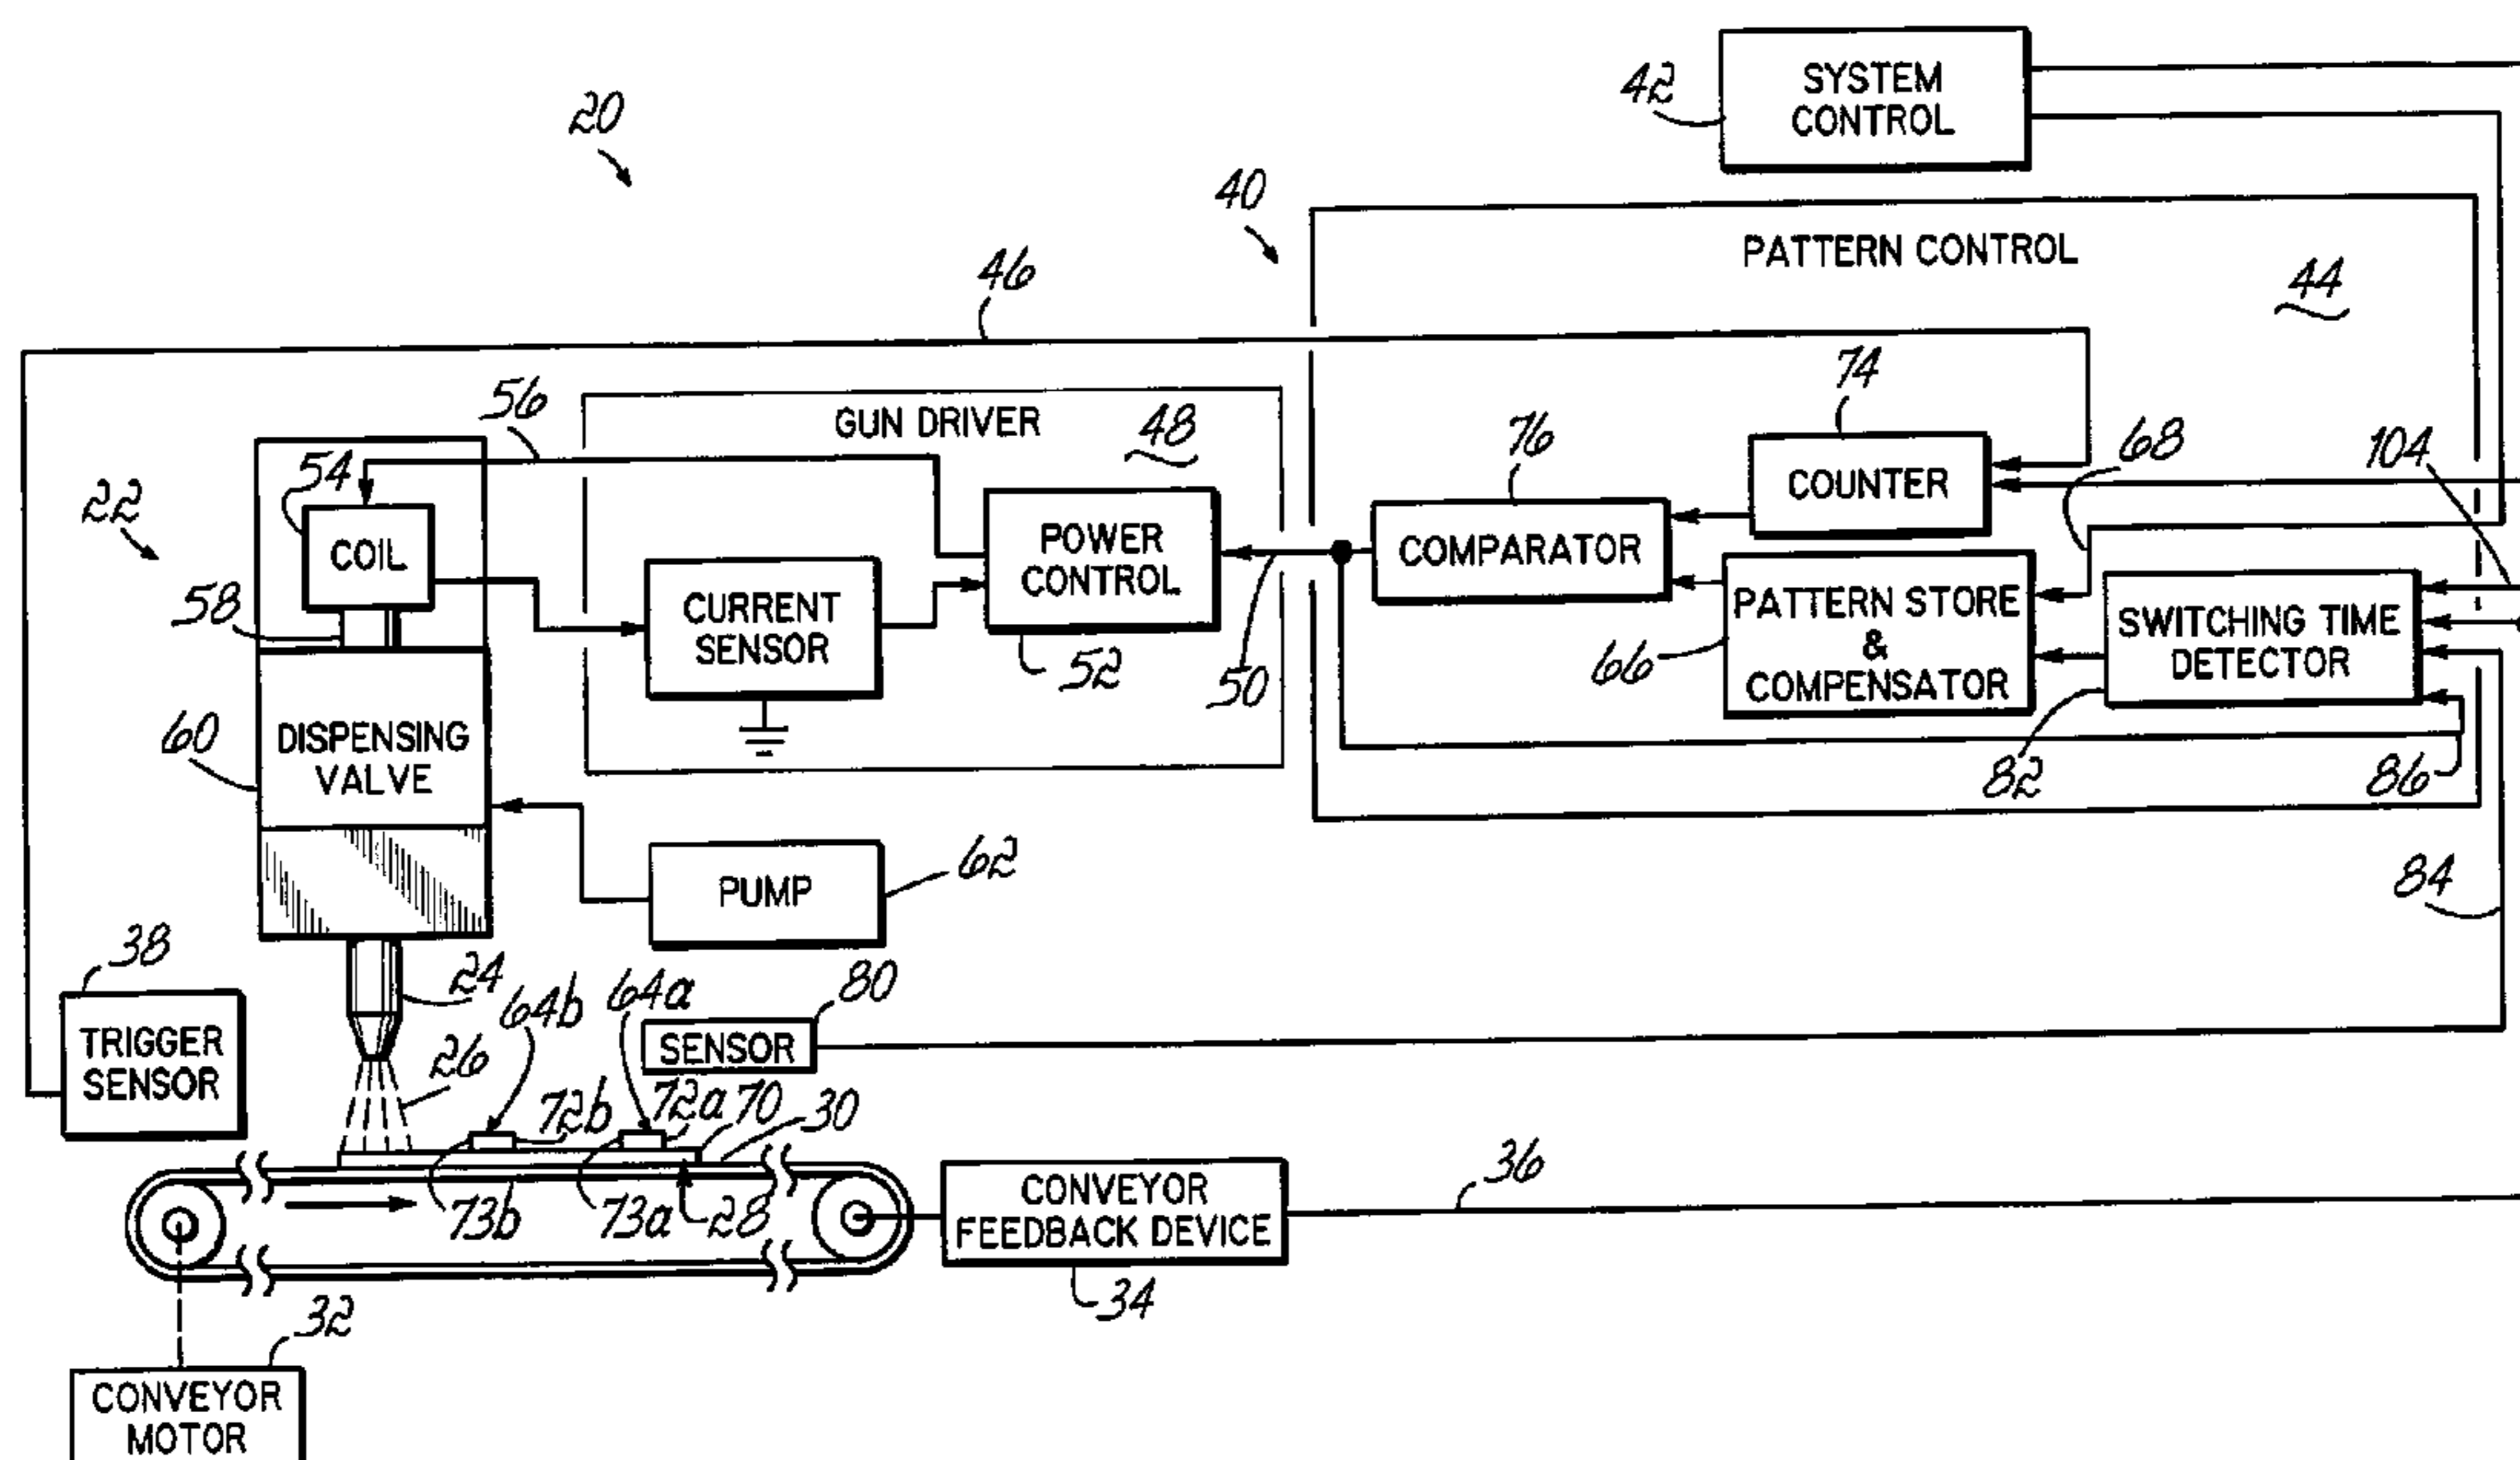 42
SYSTEM
CONTROL
20
40
PATTERN CONTROL
44
46
74
56
GUN DRIVER
48
76
68
104
54
22
COIL
COUNTER
POWER
CONTROL
COMPARATOR
58
CURRENT
SENSOR
PATTERN STORE
&
COMPENSATOR
SWITCHING TIME
DETECTOR
52
50
66
60
DISPENSING
VALVE
82
86
PUMP
62
84
38
24
64b
64a
80
TRIGGER
SENSOR
SENSOR
26
72b
72a
70
30
36
73b
73a
28
CONVEYOR
FEEDBACK DEVICE
34
32
CONVEYOR
MOTOR